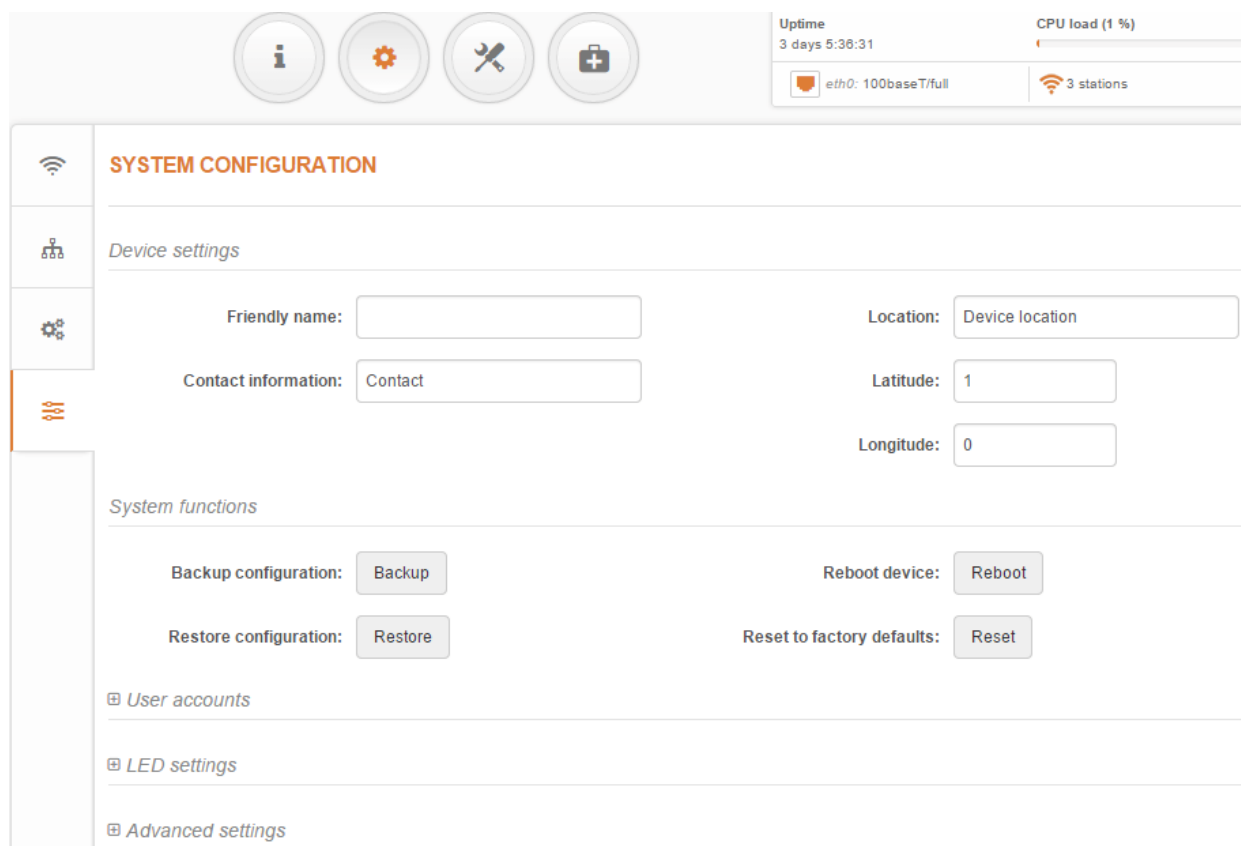 Uptime
CPU load (1 %)
3 days 5:36:31
eth0: 100baseT/full
3 stations
SYSTEM CONFIGURATION
Device settings
Friendly name:
Location: Device location
Contact information: Contact
Latitude: 1
Longitude: 0
System functions
Backup configuration: Backup
Reboot device: Reboot
Restore configuration: Restore
Reset to factory defaults: Reset
User accounts
LED settings
Advanced settings